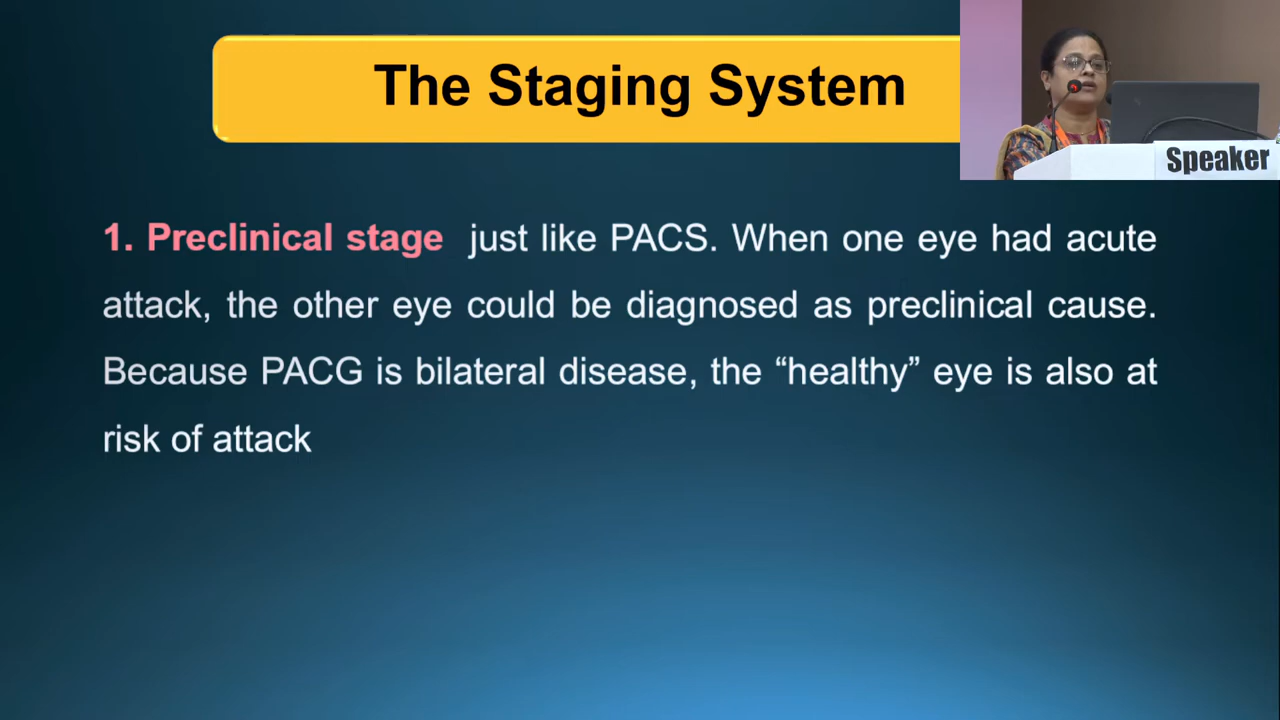 The Staging System
Speaker
1. Preclinical stage just like PACS. When one eye had acute
attack, the other eye could be diagnosed as preclinical cause.
Because PACG is bilateral disease, the “healthy” eye is also at
risk of attack